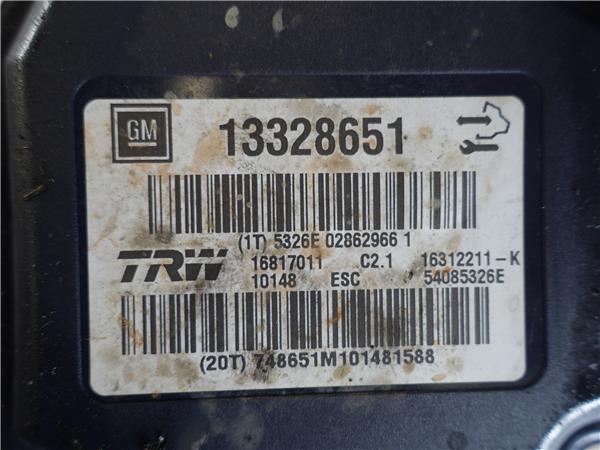 GM 13328651
(1T) 5326E 02862966 1
TRW 16817011 C2.1 16312211-K
10148 ESC 54085326E
(20T) 748651M101481588